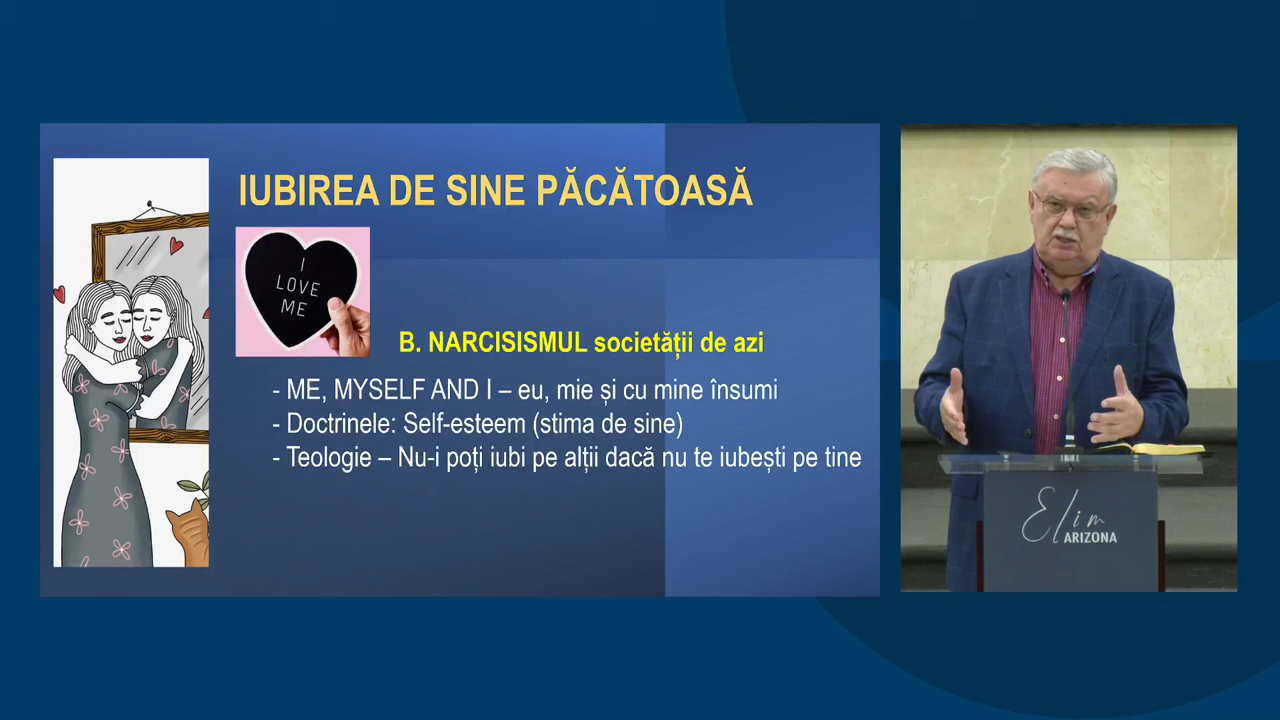 IUBIREA DE SINE PĂCĂTOASĂ
I
LOVE
ME
B. NARCISISMUL societății de azi
- ME, MYSELF AND I – eu, mie și cu mine însumi
- Doctrinele: Self-esteem (stima de sine)
- Teologie – Nu-i poți iubi pe alții dacă nu te iubești pe tine
Elim
ARIZONA